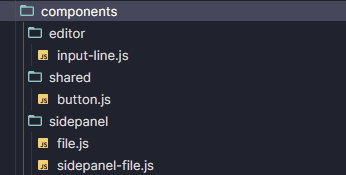 components
editor
JS input-line.js
shared
JS button.js
sidepanel
JS file.js
JS sidepanel-file.js